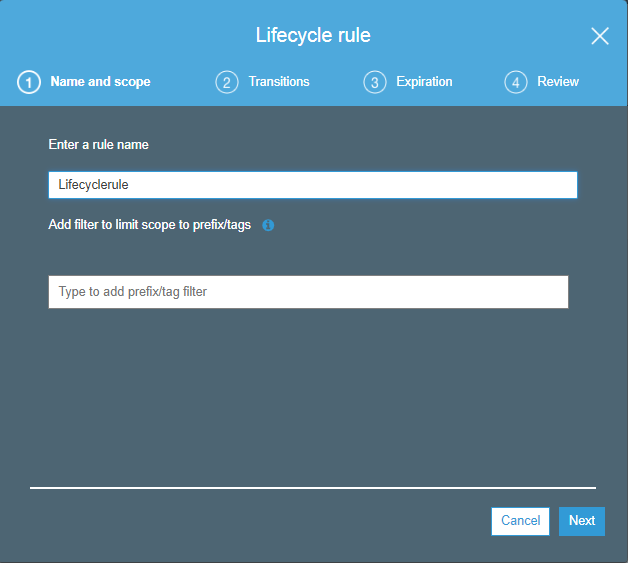 Lifecycle rule
1 Name and scope 2 Transitions 3 Expiration 4 Review
Enter a rule name
Lifecyclerule
Add filter to limit scope to prefix/tags
Type to add prefix/tag filter
Cancel Next